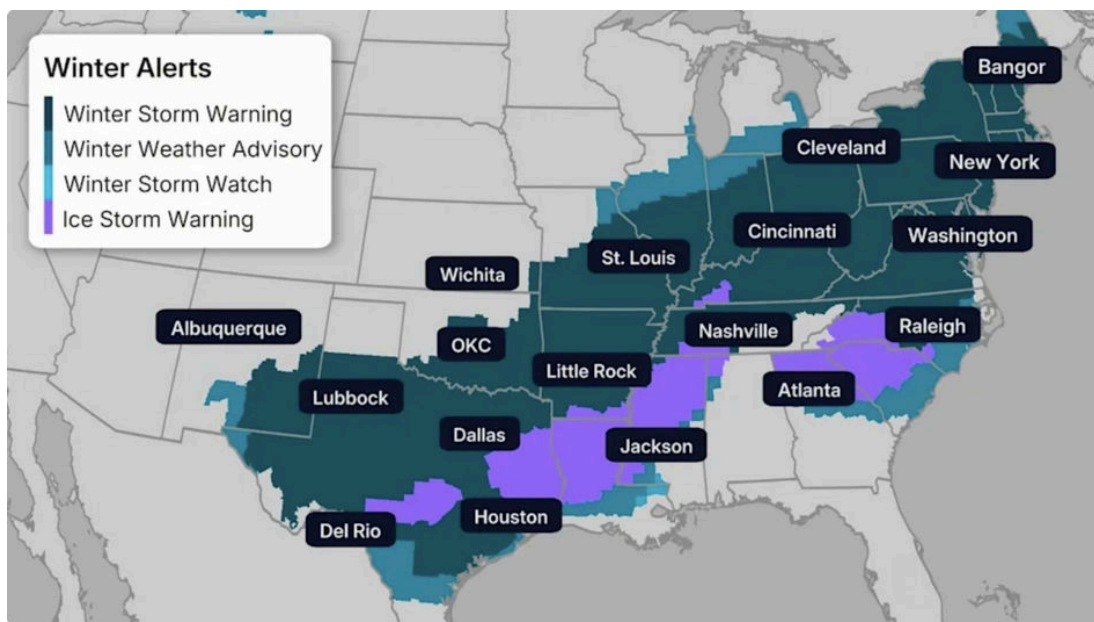 Winter Alerts
Winter Storm Warning
Winter Weather Advisory
Winter Storm Watch
Ice Storm Warning
Bangor
Cleveland
New York
Cincinnati
Washington
St. Louis
Wichita
Albuquerque
OKC
Nashville
Raleigh
Little Rock
Lubbock
Atlanta
Dallas
Jackson
Houston
Del Rio